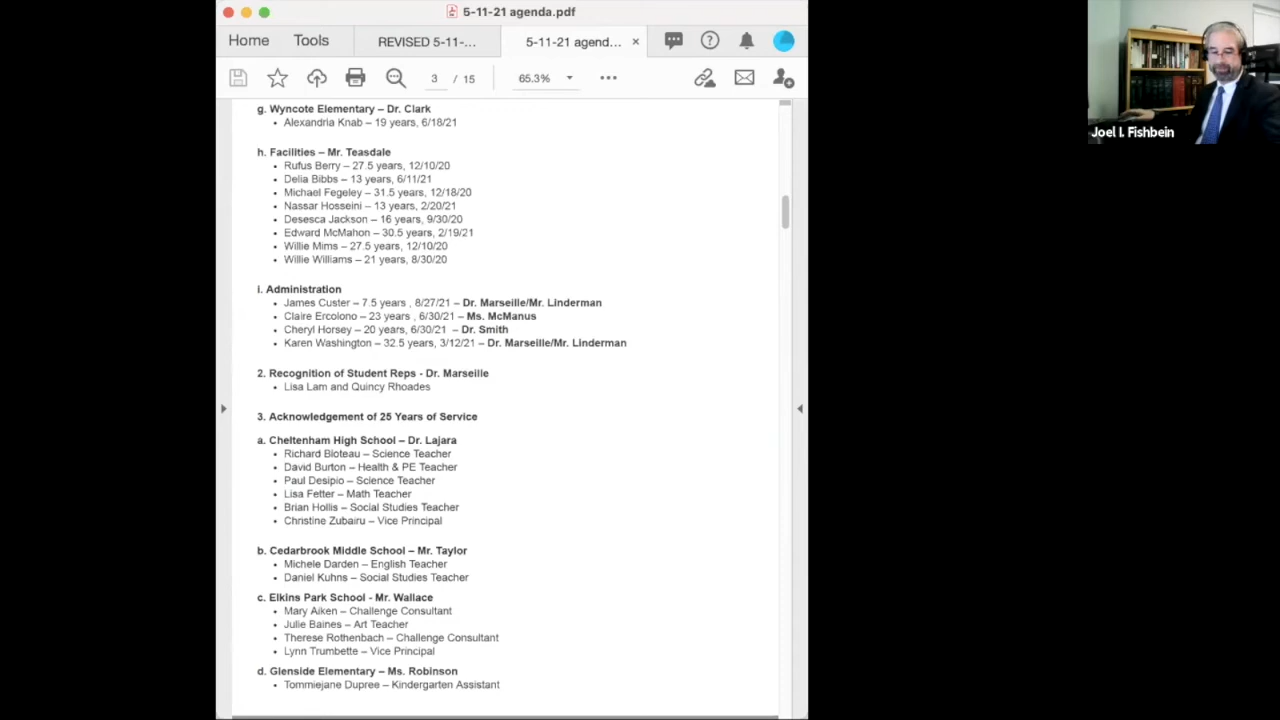 5-11-21 agenda.pdf
Home Tools REVISED 5-11-... 5-11-21 agend... ×
3 / 15 65.3%
g. Wyncote Elementary – Dr. Clark
• Alexandria Knab – 19 years, 6/18/21
h. Facilities – Mr. Teasdale
• Rufus Berry – 27.5 years, 12/10/20
• Delia Bibbs – 13 years, 6/11/21
• Michael Fegeley – 31.5 years, 12/18/20
• Nassar Hosseini – 13 years, 2/20/21
• Desesca Jackson – 16 years, 9/30/20
• Edward McMahon – 30.5 years, 2/19/21
• Willie Mims – 27.5 years, 12/10/20
• Willie Williams – 21 years, 8/30/20
i. Administration
• James Custer – 7.5 years , 8/27/21 – Dr. Marseille/Mr. Linderman
• Claire Ercolono – 23 years , 6/30/21 – Ms. McManus
• Cheryl Horsey – 20 years, 6/30/21 – Dr. Smith
• Karen Washington – 32.5 years, 3/12/21 – Dr. Marseille/Mr. Linderman
2. Recognition of Student Reps - Dr. Marseille
• Lisa Lam and Quincy Rhoades
3. Acknowledgement of 25 Years of Service
a. Cheltenham High School – Dr. Lajara
• Richard Bloteau – Science Teacher
• David Burton – Health & PE Teacher
• Paul Desipio – Science Teacher
• Lisa Fetter – Math Teacher
• Brian Hollis – Social Studies Teacher
• Christine Zubairu – Vice Principal
b. Cedarbrook Middle School – Mr. Taylor
• Michele Darden – English Teacher
• Daniel Kuhns – Social Studies Teacher
c. Elkins Park School - Mr. Wallace
• Mary Aiken – Challenge Consultant
• Julie Baines – Art Teacher
• Therese Rothenbach – Challenge Consultant
• Lynn Trumbette – Vice Principal
d. Glenside Elementary – Ms. Robinson
• Tommiejane Dupree – Kindergarten Assistant
Joel I. Fishbein